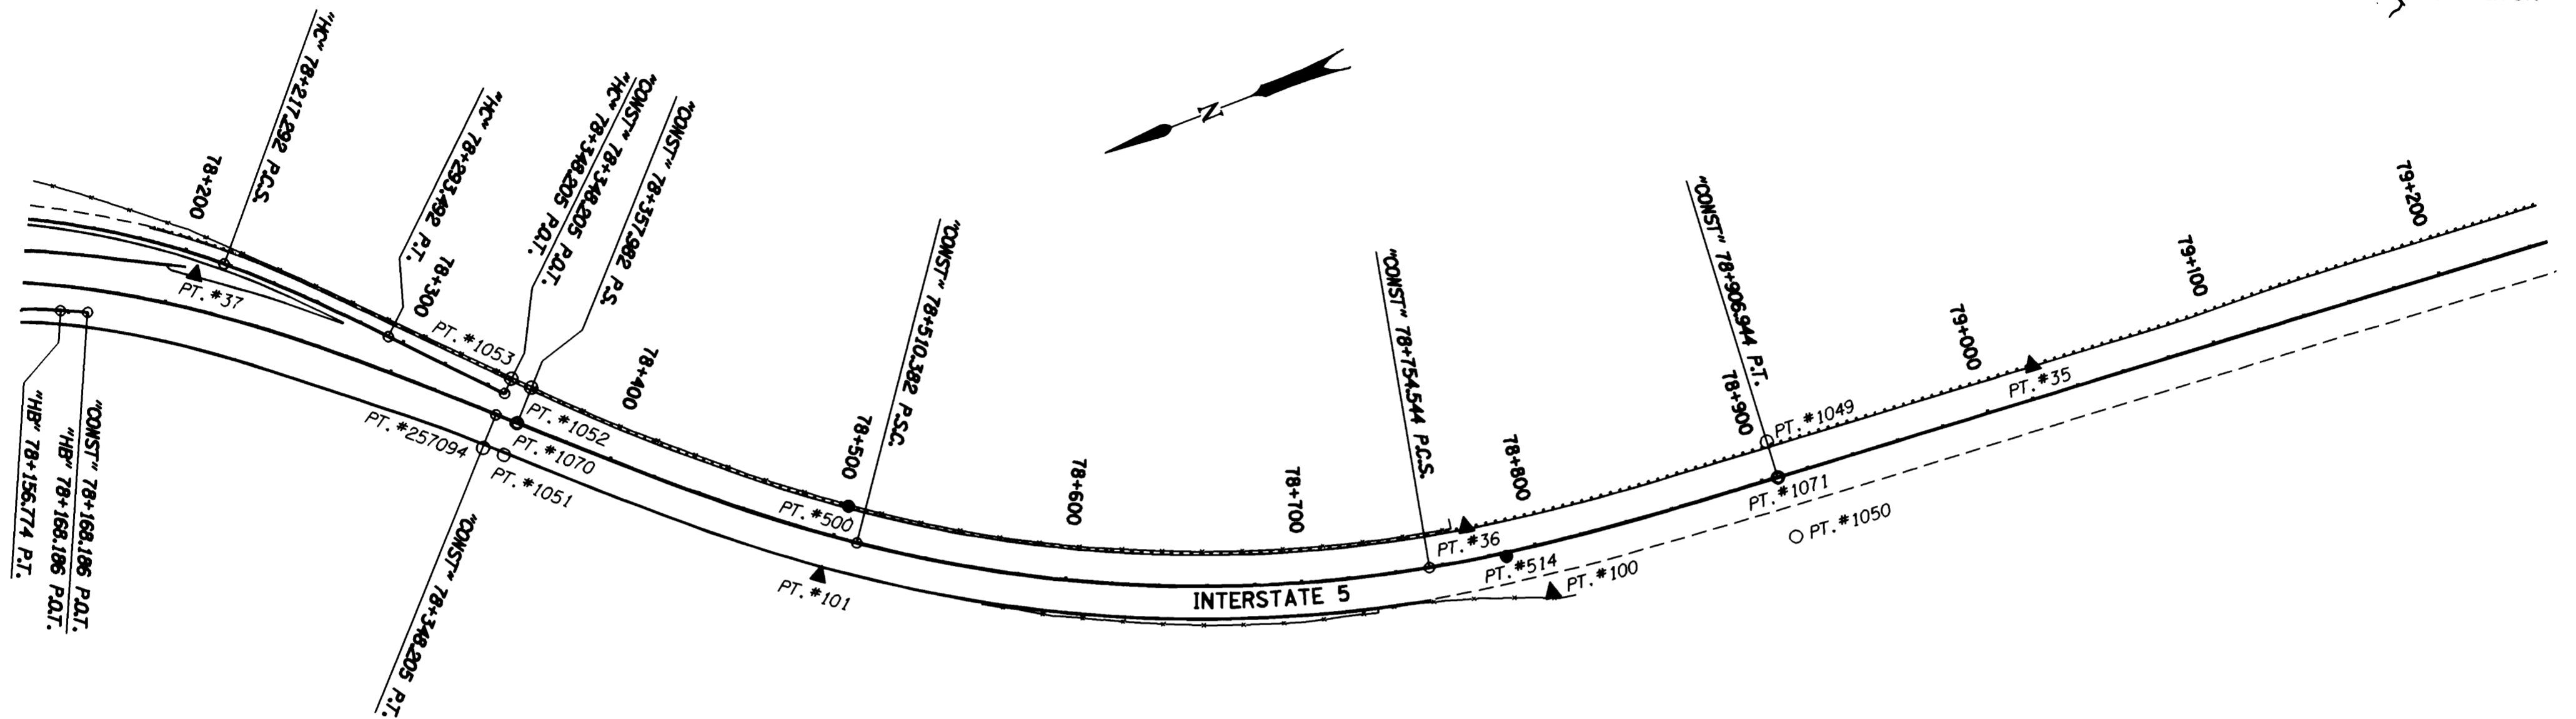 "HC" 78+217.292 P.C.S.
"HC" 78+293.492 P.T.
"HC" 78+348.205 P.O.T.
"CONST" 78+348.205 P.O.T.
"CONST" 78+357.982 P.S.
"CONST" 78+510.382 P.S.C.
"CONST" 78+754.544 P.C.S.
"CONST" 78+906.944 P.T.
N
78+200
78+300
78+400
78+500
78+600
78+700
78+800
78+900
79+000
79+100
79+200
PT. #37
PT. #1053
PT. #1052
PT. #1070
PT. #257094
PT. #1051
PT. #500
PT. #101
INTERSTATE 5
PT. #36
PT. #514
PT. #100
PT. #1049
PT. #1071
PT. #1050
PT. #35
"HB" 78+156.774 P.T.
"HB" 78+168.186 P.O.T.
"CONST" 78+168.186 P.O.T.
"CONST" 78+348.205 P.T.